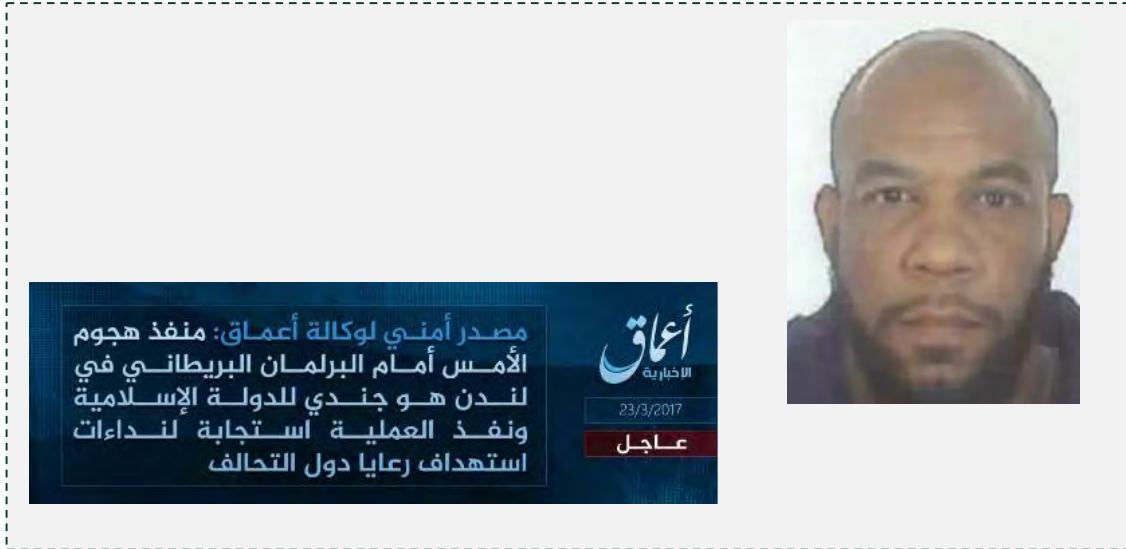 مصدر أمني لوكالة أعماق: منفذ هجوم
الأمس أمام البرلمان البريطاني في
لندن هو جندي للدولة الإسلامية
ونفذ العملية استجابة لنداءات
استهداف رعايا دول التحالف
أعماق
الإخبارية
23/3/2017
عاجل